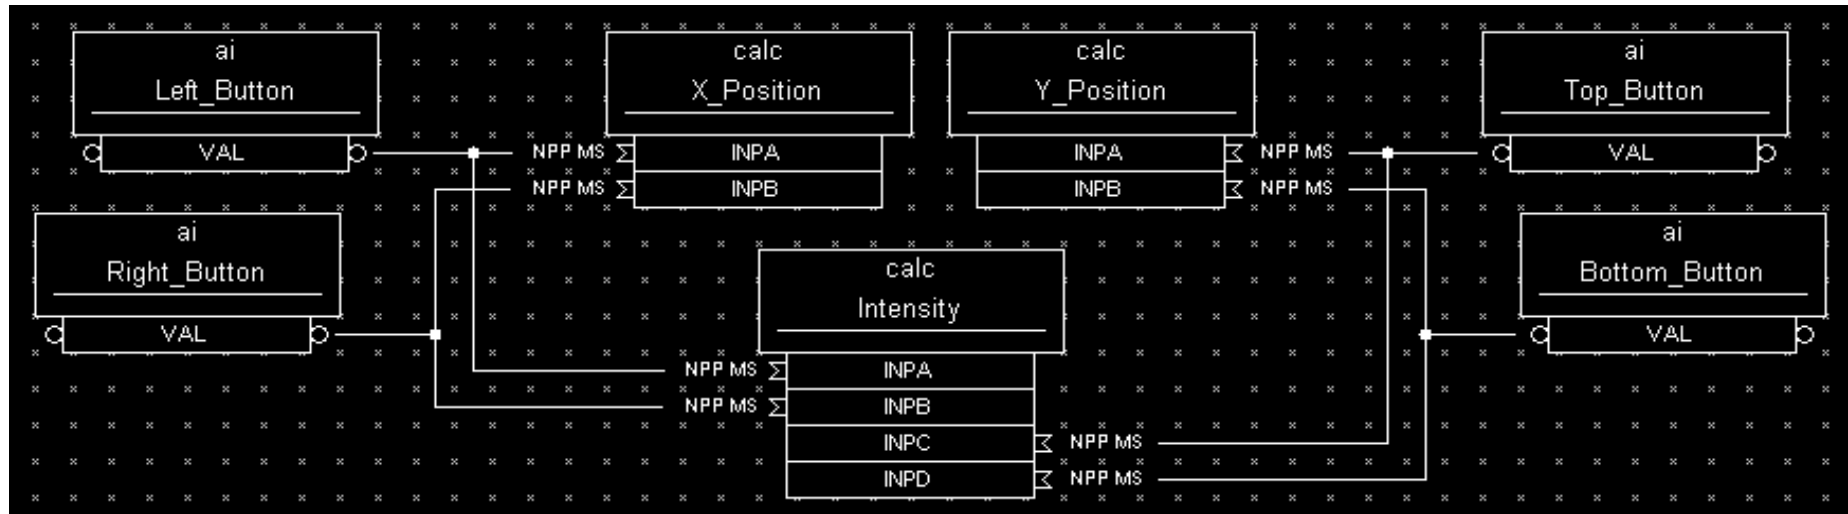 ai
Left_Button
VAL
ai
Right_Button
VAL
calc
X_Position
NPP MS INPA
NPP MS INPB
calc
Y_Position
INPA NPP MS
INPB NPP MS
ai
Top_Button
VAL
ai
Bottom_Button
VAL
calc
Intensity
NPP MS INPA
NPP MS INPB
INPC NPP MS
INPD NPP MS